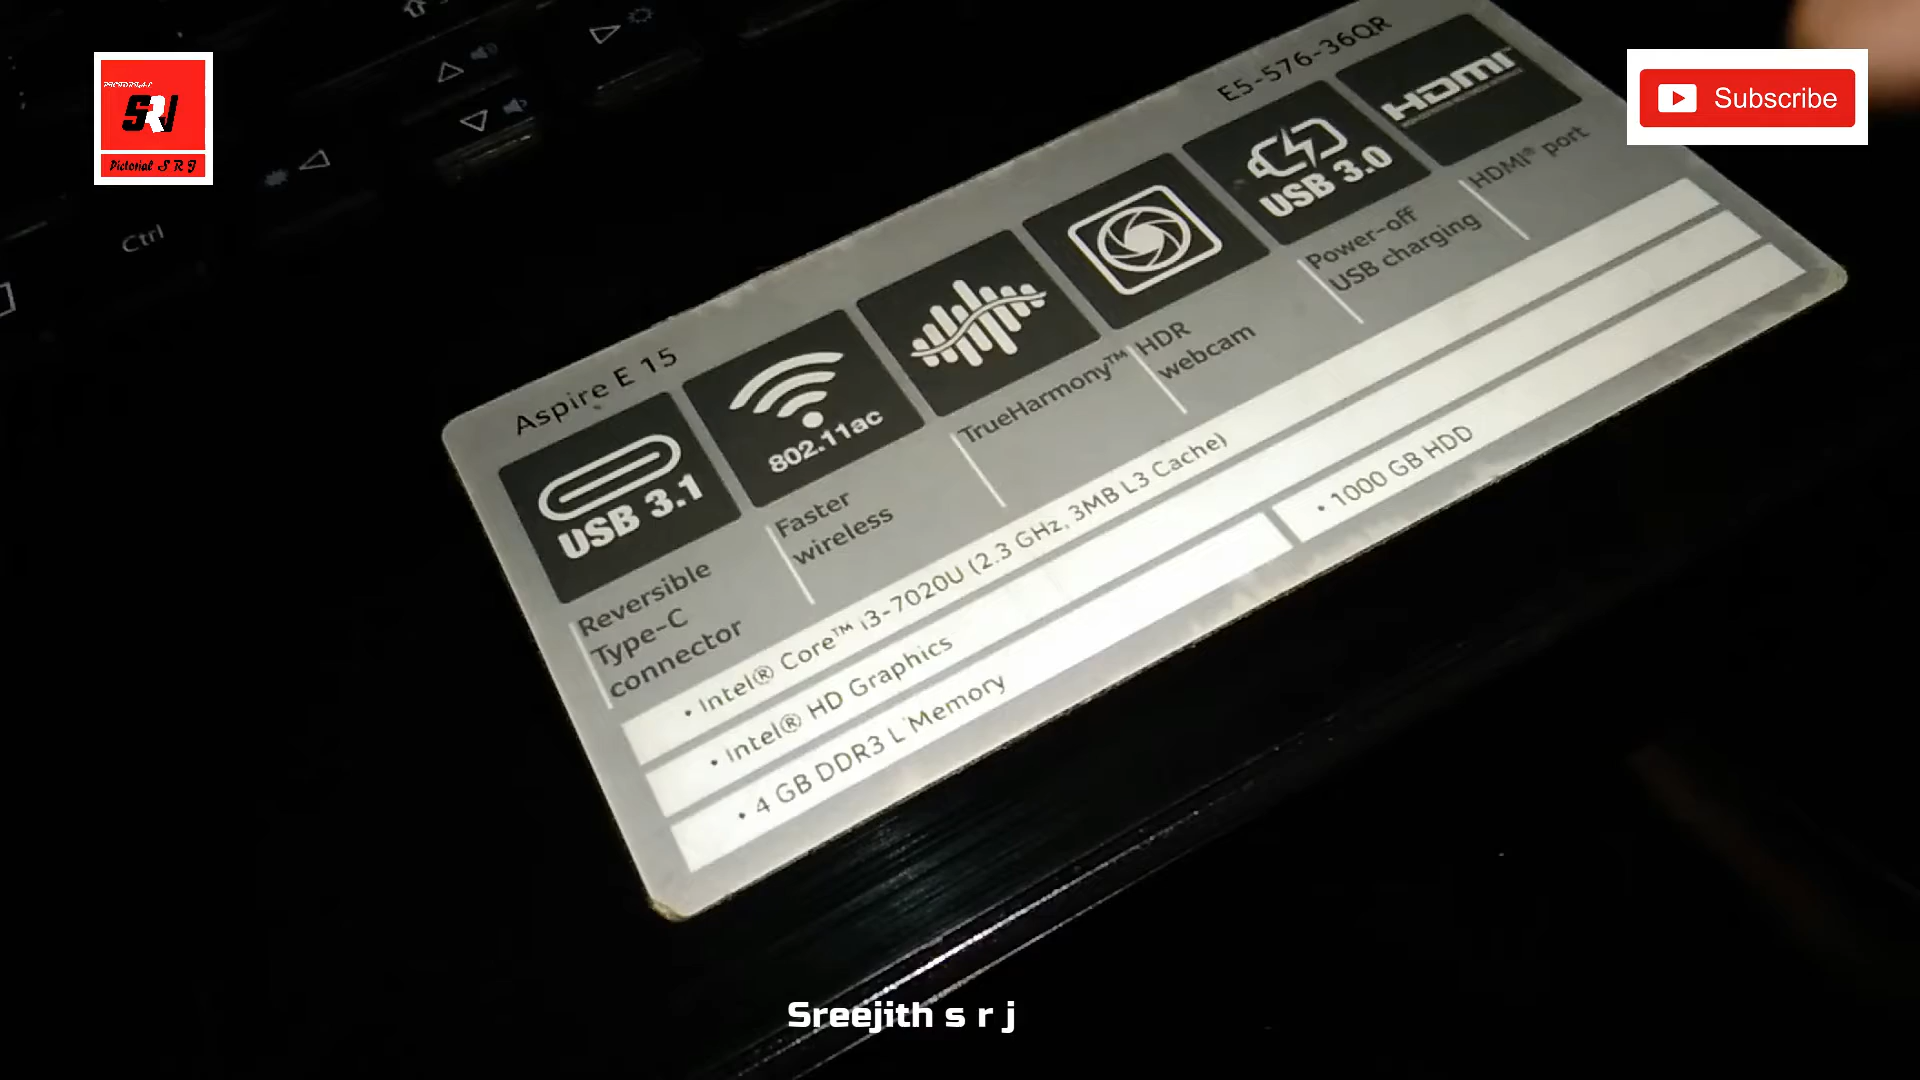 Ctrl
SRJ
Pictorial S R J
Subscribe
Aspire E 15
E5-576-36QR
USB 3.1
802.11ac
USB 3.0
HDMI™
Reversible
Type-C
connector
Faster
wireless
TrueHarmony™
HDR
webcam
Power-off
USB charging
HDMI® port
• Intel® Core™ i3-7020U (2.3 GHz, 3MB L3 Cache)
• Intel® HD Graphics
• 4 GB DDR3 L Memory
• 1000 GB HDD
Sreejith s r j